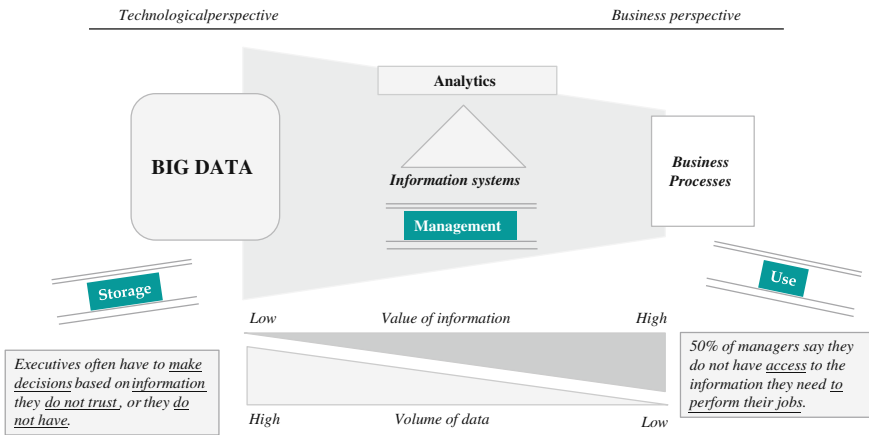 Technologicalperspective
Business perspective
Analytics
BIG DATA
Business
Processes
Information systems
Management
Storage
Use
Low
Value of information
High
Executives often have to make
decisions based on information
they do not trust , or they do
not have.
50% of managers say they
do not have access to the
information they need to
perform their jobs.
High
Volume of data
Low